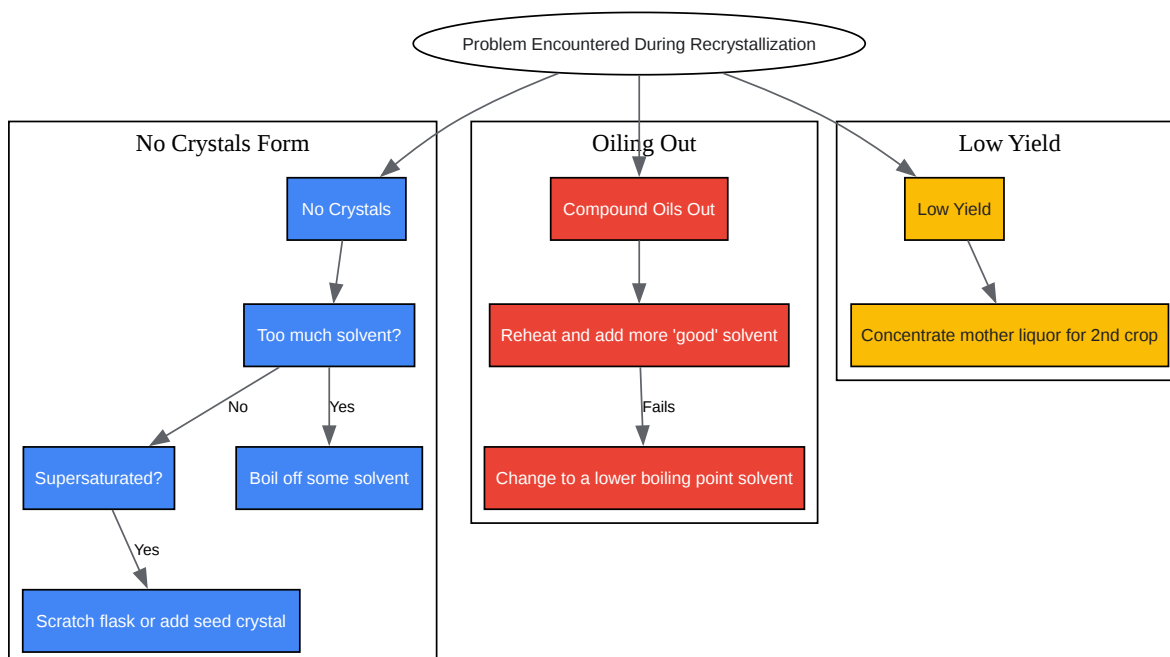 Problem Encountered During Recrystallization
No Crystals Form
Oiling Out
Low Yield
No Crystals
Compound Oils Out
Low Yield
Too much solvent?
Reheat and add more 'good' solvent
Concentrate mother liquor for 2nd crop
No
Yes
Fails
Supersaturated?
Boil off some solvent
Change to a lower boiling point solvent
Yes
Scratch flask or add seed crystal